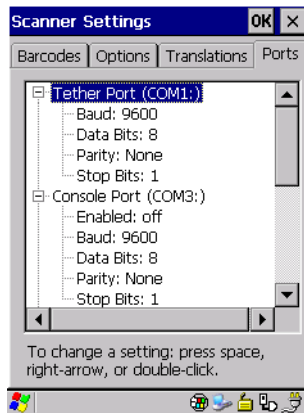 Scanner Settings OK ×
Barcodes Options Translations Ports
Tether Port (COM1:)
Baud: 9600
Data Bits: 8
Parity: None
Stop Bits: 1
Console Port (COM3:)
Enabled: off
Baud: 9600
Data Bits: 8
Parity: None
Stop Bits: 1
To change a setting: press space,
right-arrow, or double-click.